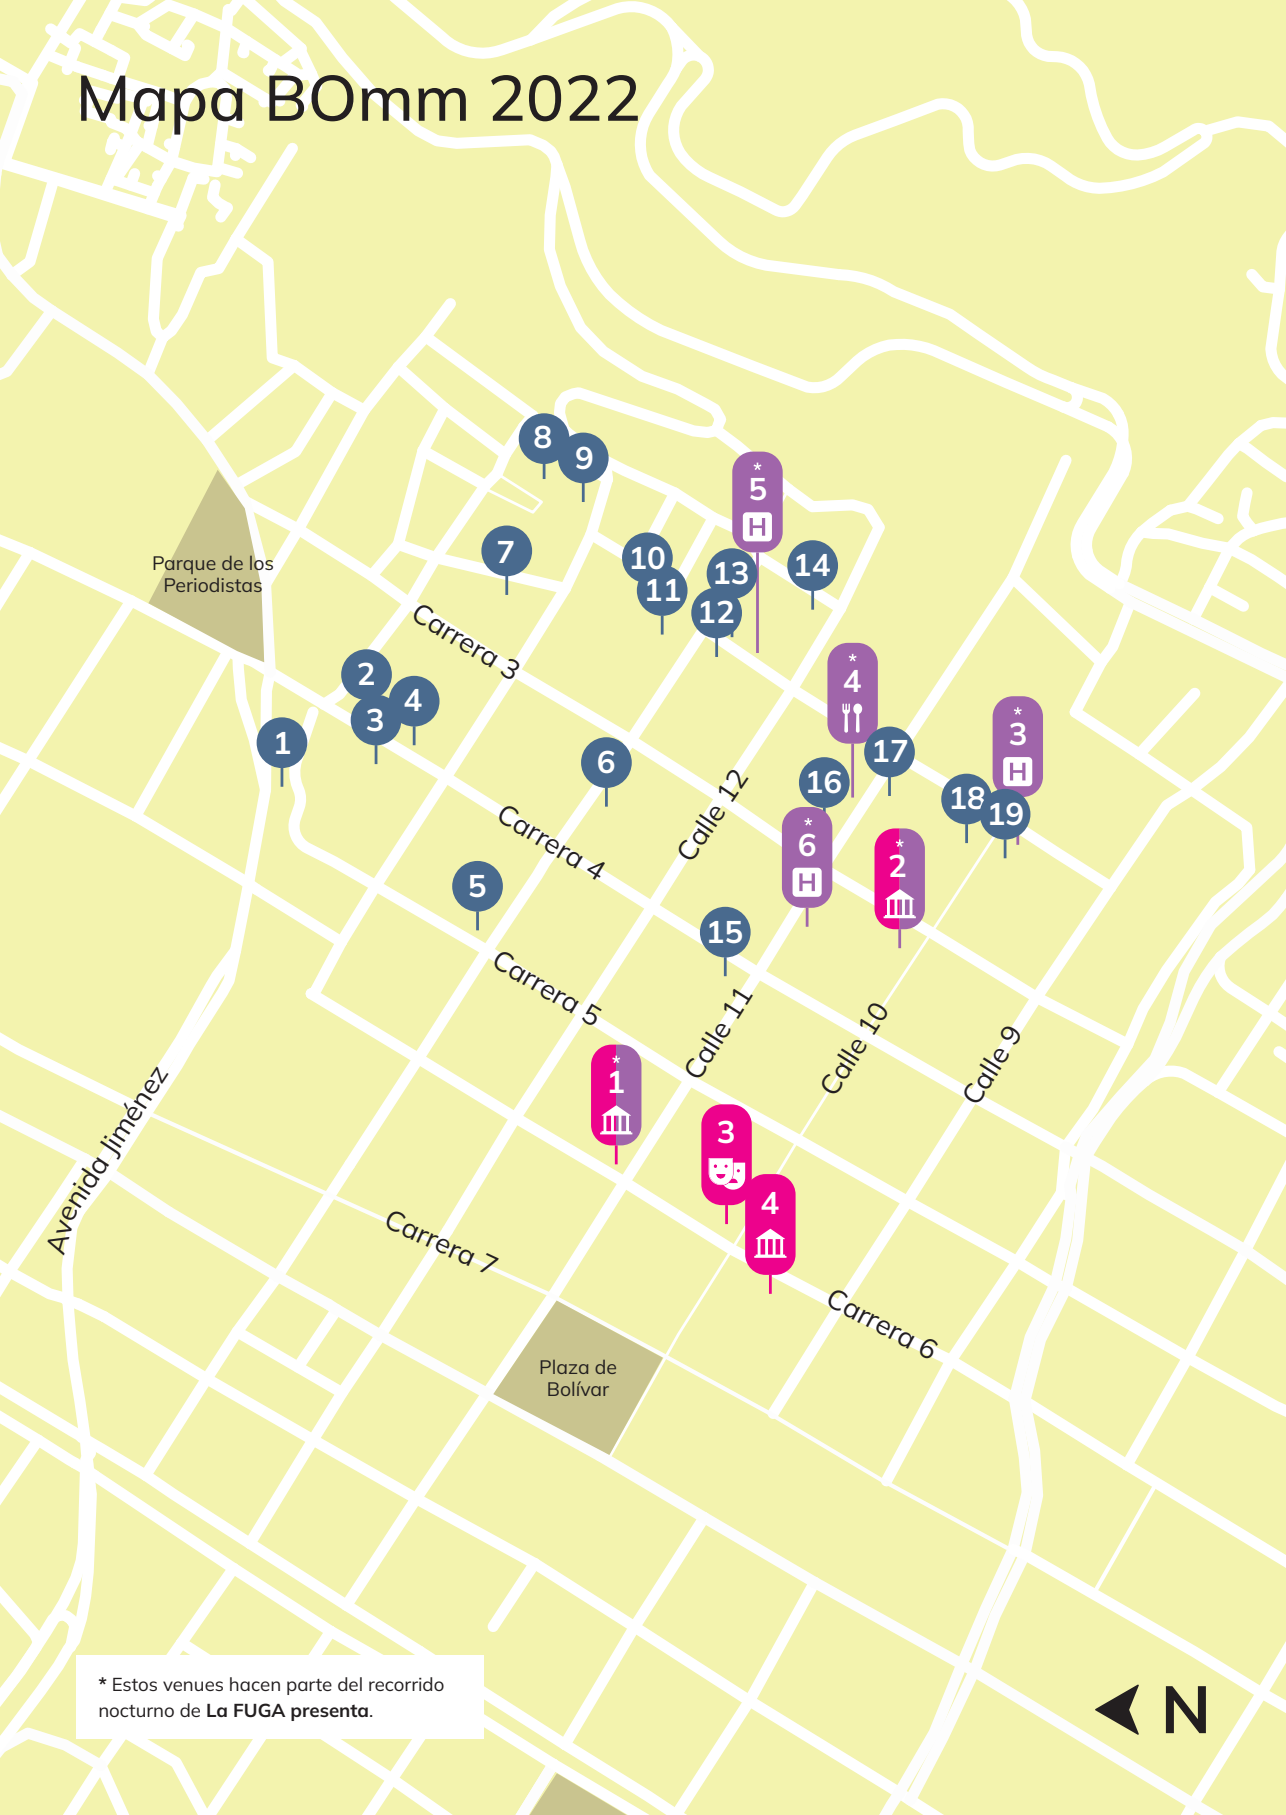 Mapa BOmm 2022
8
9
*
5
H
7
10
11
13
12
14
Parque de los
Periodistas
Carrera 3
2
3
4
1
*
4
17
*
3
H
6
16
18
19
Calle 12
*
6
H
*
2
Carrera 4
5
15
Carrera 5
Calle 11
Calle 10
Calle 9
*
1
3
4
Avenida Jiménez
Carrera 7
Carrera 6
Plaza de
Bolívar
* Estos venues hacen parte del recorrido
nocturno de La FUGA presenta.
N